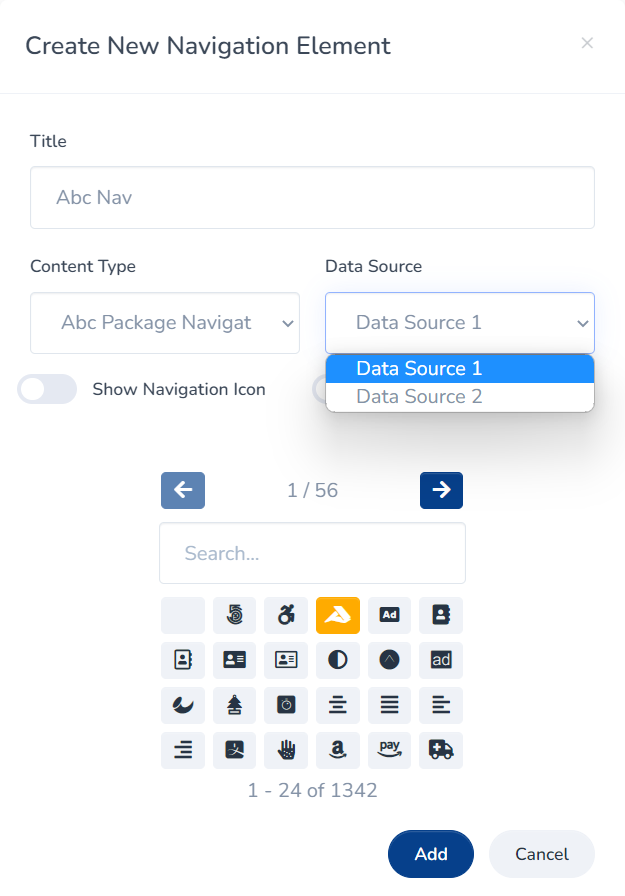 Create New Navigation Element
×
Title
Abc Nav
Content Type
Data Source
Abc Package Navigat
Data Source 1
Data Source 1
Data Source 2
Show Navigation Icon
1 / 56
Search...
Ad
ad
a
pay
1 - 24 of 1342
Add
Cancel